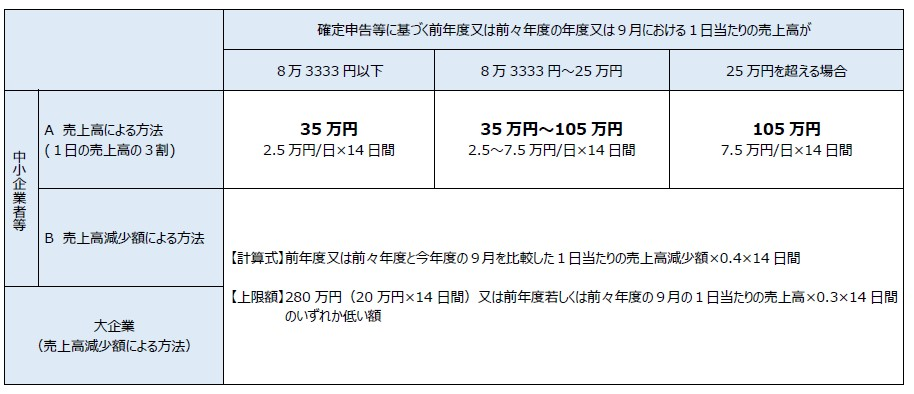 確定申告等に基づく前年度又は前々年度の年度又は９月における１日当たりの売上高が
８万 3333 円以下
８万 3333 円～25 万円
25 万円を超える場合
中小企業者等
Ａ 売上高による方法
(１日の売上高の３割)
35 万円
2.5 万円/日×14 日間
35 万円～105 万円
2.5～7.5 万円/日×14 日間
105 万円
7.5 万円/日×14 日間
Ｂ 売上高減少額による方法
【計算式】前年度又は前々年度と今年度の９月を比較した１日当たりの売上高減少額×0.4×14 日間
【上限額】280 万円（20 万円×14 日間）又は前年度若しくは前々年度の９月の１日当たりの売上高×0.3×14 日間
のいずれか低い額
大企業
（売上高減少額による方法）